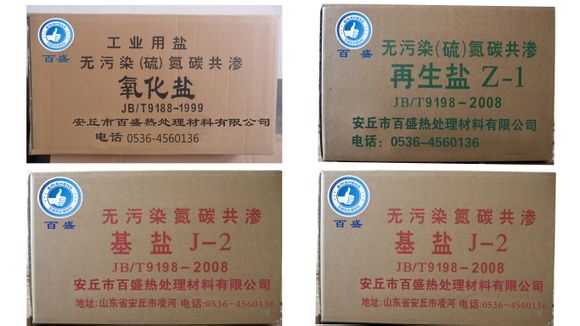 工业用盐
百盛
无污染(硫)氮碳共渗
氧化盐
JB/T9188-1999
安丘市百盛热处理材料有限公司
电话 0536-4560136
百盛
无污染(硫)氮碳共渗
再生盐 Z-1
JB/T9198-2008
安丘市百盛热处理材料有限公司
电话：0536-4560136
百盛
无污染氮碳共渗
基盐 J-2
JB/T9198-2008
安丘市百盛热处理材料有限公司
地址:山东省安丘市凌河 电话:0536-4560136
百盛
无污染氮碳共渗
基盐 J-2
JB/T9198-2008
安丘市百盛热处理材料有限公司
地址:山东省安丘市凌河 电话:0536-4560136